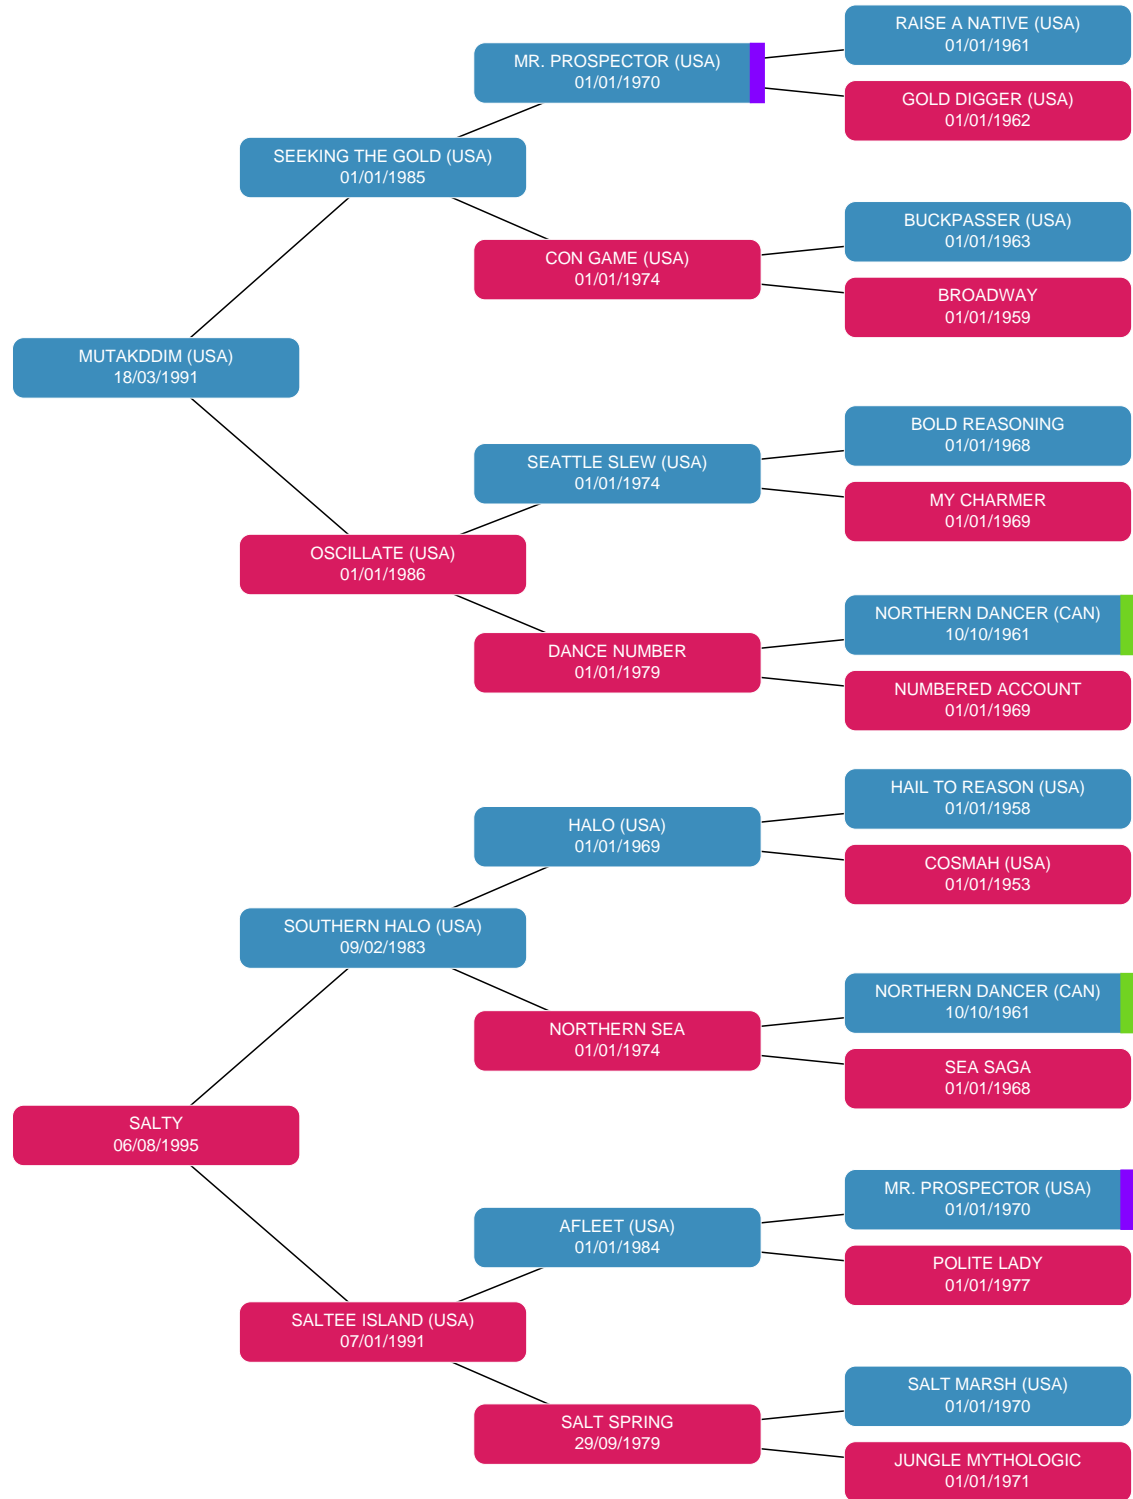 RAISE A NATIVE (USA)
01/01/1961
MR. PROSPECTOR (USA)
01/01/1970
GOLD DIGGER (USA)
01/01/1962
SEEKING THE GOLD (USA)
01/01/1985
BUCKPASSER (USA)
01/01/1963
CON GAME (USA)
01/01/1974
BROADWAY
01/01/1959
MUTAKDDIM (USA)
18/03/1991
BOLD REASONING
01/01/1968
SEATTLE SLEW (USA)
01/01/1974
MY CHARMER
01/01/1969
OSCILLATE (USA)
01/01/1986
NORTHERN DANCER (CAN)
10/10/1961
DANCE NUMBER
01/01/1979
NUMBERED ACCOUNT
01/01/1969
HAIL TO REASON (USA)
01/01/1958
HALO (USA)
01/01/1969
COSMAH (USA)
01/01/1953
SOUTHERN HALO (USA)
09/02/1983
NORTHERN DANCER (CAN)
10/10/1961
NORTHERN SEA
01/01/1974
SEA SAGA
01/01/1968
SALTY
06/08/1995
MR. PROSPECTOR (USA)
01/01/1970
AFLEET (USA)
01/01/1984
POLITE LADY
01/01/1977
SALTEE ISLAND (USA)
07/01/1991
SALT MARSH (USA)
01/01/1970
SALT SPRING
29/09/1979
JUNGLE MYTHOLOGIC
01/01/1971